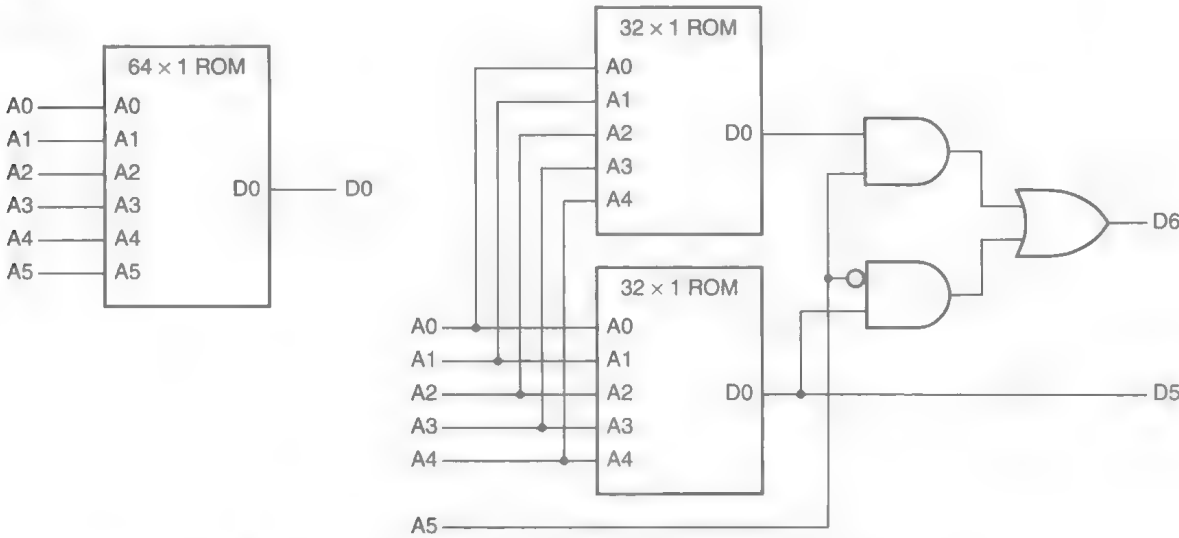 64 × 1 ROM
A0 A0
A1 A1
A2 A2
D0 D0
A3 A3
A4 A4
A5 A5
32 × 1 ROM
A0
A1
A2
D0
A3
A4
D6
32 × 1 ROM
A0 A0
A1 A1
A2 A2
D0 D5
A3 A3
A4 A4
A5